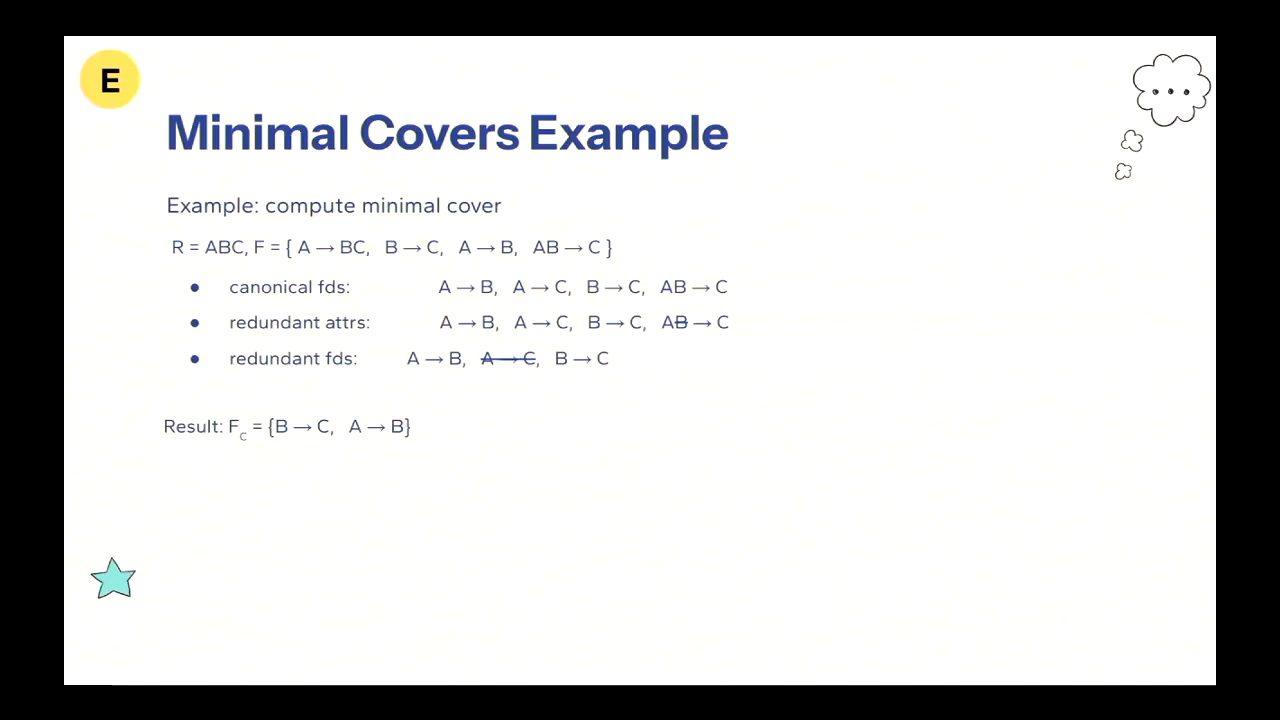 E
Minimal Covers Example
Example: compute minimal cover
R = ABC, F = { A → BC, B → C, A → B, AB → C }
● canonical fds: A → B, A → C, B → C, AB → C
● redundant attrs: A → B, A → C, B → C, AB → C
● redundant fds: A → B, A → C, B → C
Result: FC = {B → C, A → B}